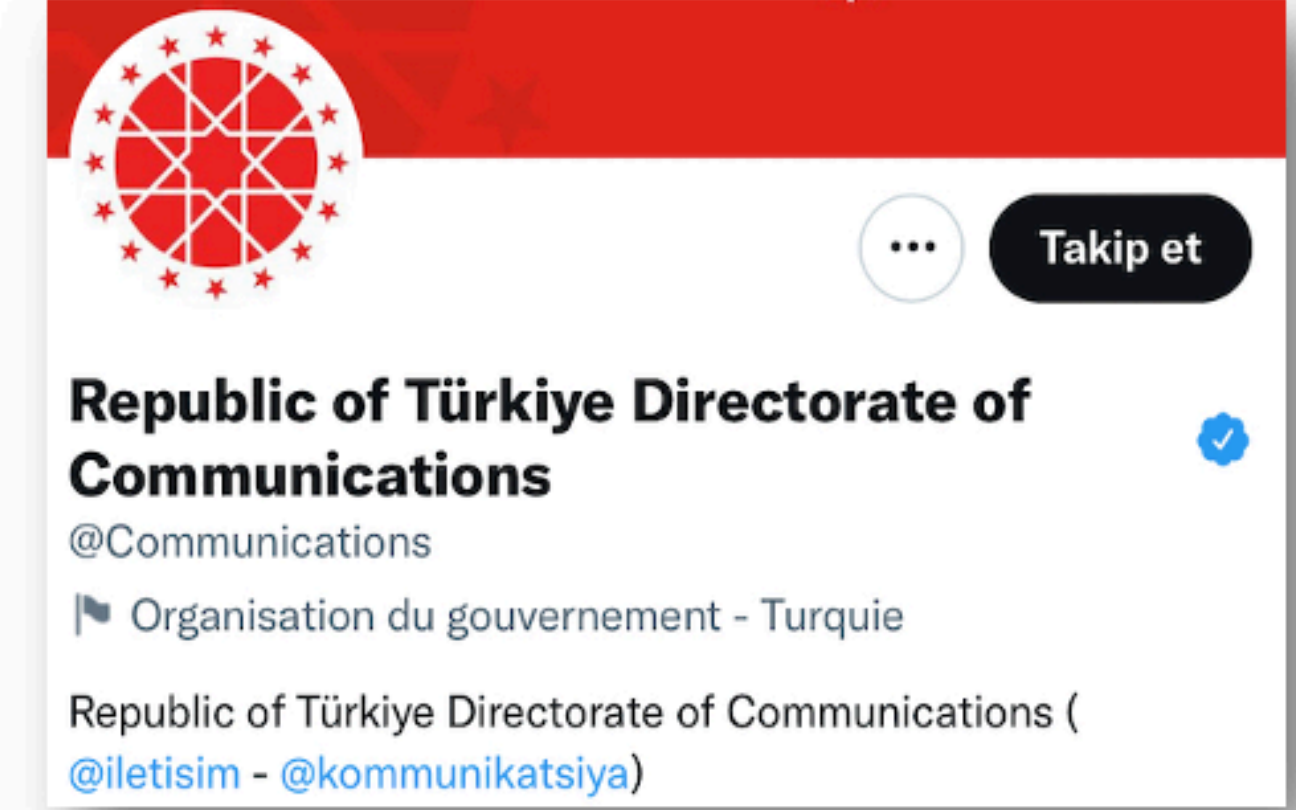 Takip et
Republic of Türkiye Directorate of
Communications
@Communications
Organisation du gouvernement - Turquie
Republic of Türkiye Directorate of Communications (
@iletisim - @kommunikatsiya)